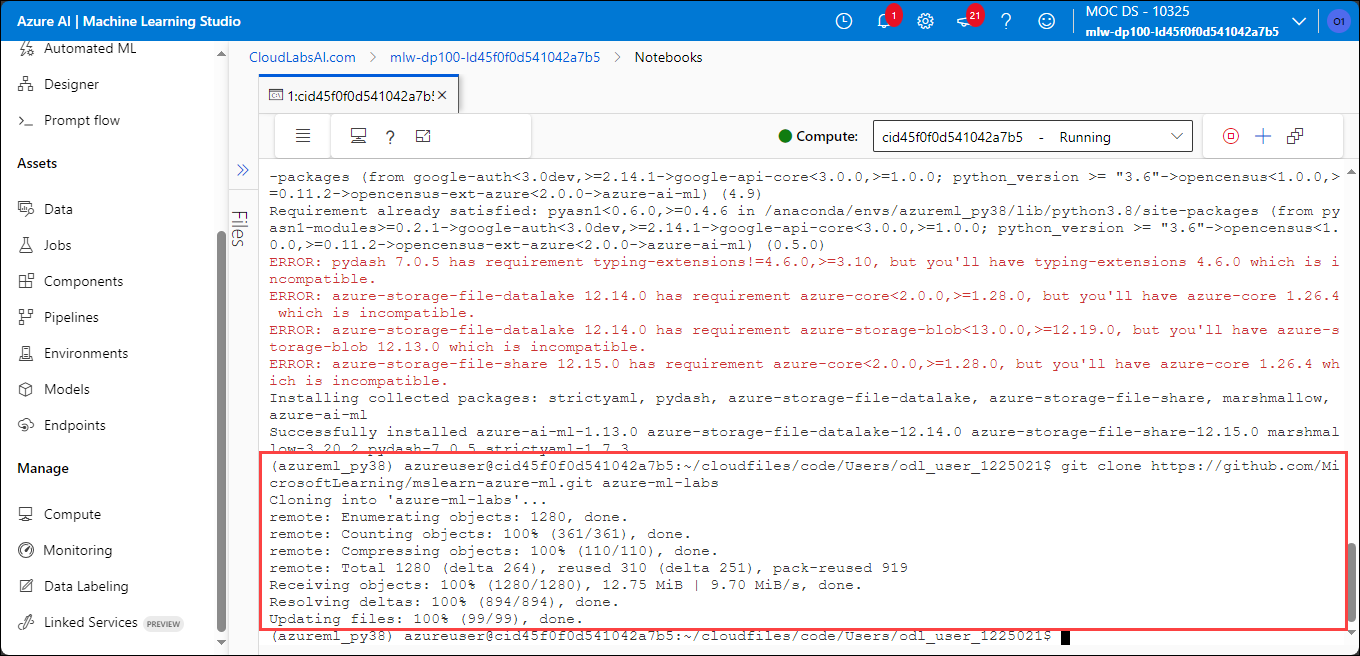 Azure AI | Machine Learning Studio
1
21
MOC DS - 10325
mlw-dp100-ld45f0f0d541042a7b5
O1
Automated ML
Designer
Prompt flow
Assets
Data
Jobs
Components
Pipelines
Environments
Models
Endpoints
Manage
Compute
Monitoring
Data Labeling
Linked Services PREVIEW
CloudLabsAI.com > mlw-dp100-ld45f0f0d541042a7b5 > Notebooks
1:cid45f0f0d541042a7b!
Compute: cid45f0f0d541042a7b5 - Running
Files
-packages (from google-auth<3.0dev,>=2.14.1->google-api-core<3.0.0,>=1.0.0; python_version >= "3.6"->opencensus<1.0.0,>
=0.11.2->opencensus-ext-azure<2.0.0->azure-ai-ml) (4.9)
Requirement already satisfied: pyasn1<0.6.0,>=0.4.6 in /anaconda/envs/azureml_py38/lib/python3.8/site-packages (from py
asn1-modules>=0.2.1->google-auth<3.0dev,>=2.14.1->google-api-core<3.0.0,>=1.0.0; python_version >= "3.6"->opencensus<1.
0.0,>=0.11.2->opencensus-ext-azure<2.0.0->azure-ai-ml) (0.5.0)
ERROR: pydash 7.0.5 has requirement typing-extensions!=4.6.0,>=3.10, but you'll have typing-extensions 4.6.0 which is i
ncompatible.
ERROR: azure-storage-file-datalake 12.14.0 has requirement azure-core<2.0.0,>=1.28.0, but you'll have azure-core 1.26.4
which is incompatible.
ERROR: azure-storage-file-datalake 12.14.0 has requirement azure-storage-blob<13.0.0,>=12.19.0, but you'll have azure-s
torage-blob 12.13.0 which is incompatible.
ERROR: azure-storage-file-share 12.15.0 has requirement azure-core<2.0.0,>=1.28.0, but you'll have azure-core 1.26.4 wh
ich is incompatible.
Installing collected packages: strictyaml, pydash, azure-storage-file-datalake, azure-storage-file-share, marshmallow,
azure-ai-ml
Successfully installed azure-ai-ml-1.13.0 azure-storage-file-datalake-12.14.0 azure-storage-file-share-12.15.0 marshmal
low-3.20.2 pydash-7.0.5 strictyaml-1.7.3
(azureml_py38) azureuser@cid45f0f0d541042a7b5:~/cloudfiles/code/Users/odl_user_1225021$ git clone https://github.com/Mi
crosoftLearning/mslearn-azure-ml.git azure-ml-labs
Cloning into 'azure-ml-labs'...
remote: Enumerating objects: 1280, done.
remote: Counting objects: 100% (361/361), done.
remote: Compressing objects: 100% (110/110), done.
remote: Total 1280 (delta 264), reused 310 (delta 251), pack-reused 919
Receiving objects: 100% (1280/1280), 12.75 MiB | 9.70 MiB/s, done.
Resolving deltas: 100% (894/894), done.
Updating files: 100% (99/99), done.
(azureml_py38) azureuser@cid45f0f0d541042a7b5:~/cloudfiles/code/Users/odl_user_1225021$